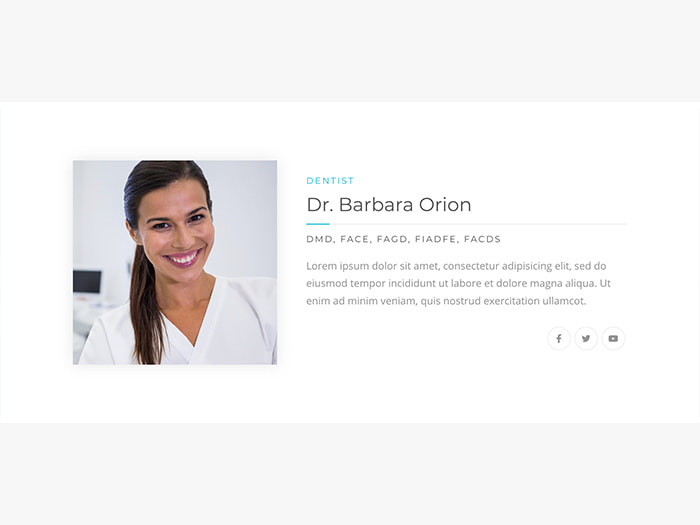 DENTIST
Dr. Barbara Orion
DMD, FACE, FAGD, FIADFE, FACDS
Lorem ipsum dolor sit amet, consectetur adipisicing elit, sed do
eiusmod tempor incididunt ut labore et dolore magna aliqua. Ut
enim ad minim veniam, quis nostrud exercitation ullamcot.